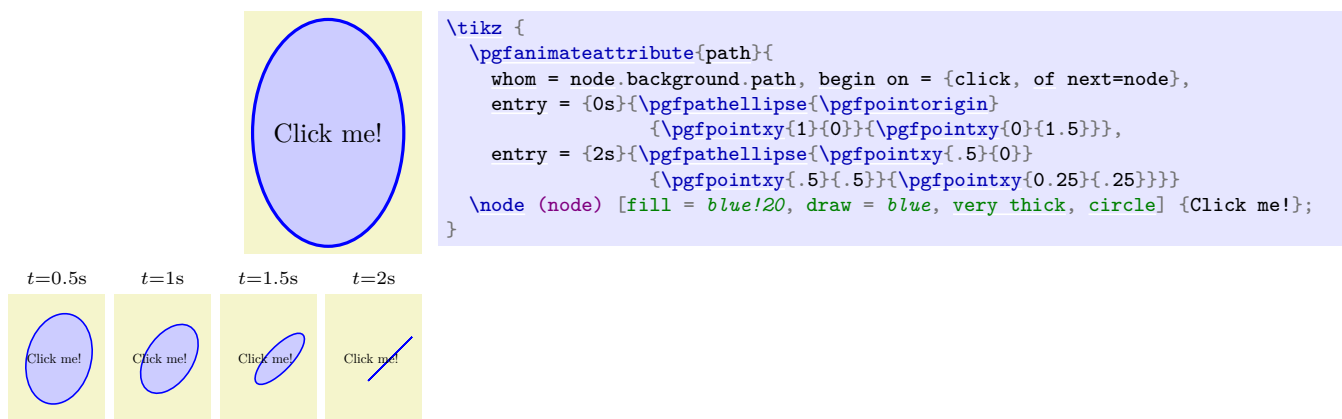 Click me!
\tikz {
  \pgfanimateattribute{path}{
    whom = node.background.path, begin on = {click, of next=node},
    entry = {0s}{\pgfpathellipse{\pgfpointorigin}
                  {\pgfpointxy{1}{0}}{\pgfpointxy{0}{1.5}}},
    entry = {2s}{\pgfpathellipse{\pgfpointxy{.5}{0}}
                  {\pgfpointxy{.5}{.5}}{\pgfpointxy{0.25}{.25}}}}
  \node (node) [fill = blue!20, draw = blue, very thick, circle] {Click me!};
}
t=0.5s t=1s t=1.5s t=2s
Click me! Click me! Click me! Click me!